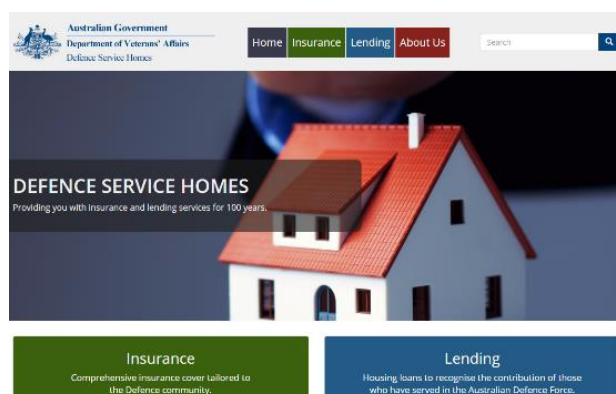 Australian Government
Department of Veterans' Affairs
Defence Service Homes
Home Insurance Lending About Us
Search
DEFENCE SERVICE HOMES
Providing you with insurance and lending services for 100 years.
Insurance
Comprehensive insurance cover tailored to
the Defence community.
Lending
Housing loans to recognise the contribution of those
who have served in the Australian Defence Force.